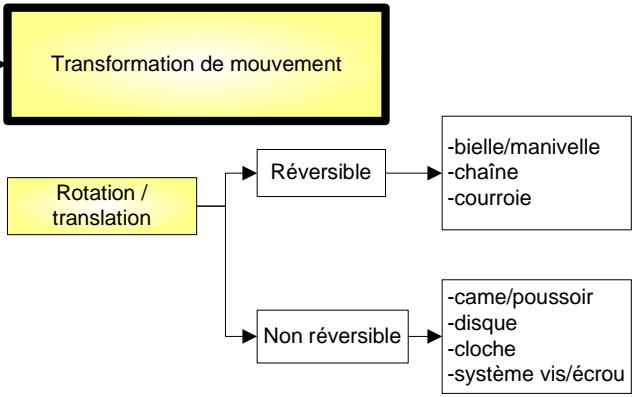 Transformation de mouvement
Rotation /
translation
Réversible
-bielle/manivelle
-chaîne
-courroie
Non réversible
-came/poussoir
-disque
-cloche
-système vis/écrou